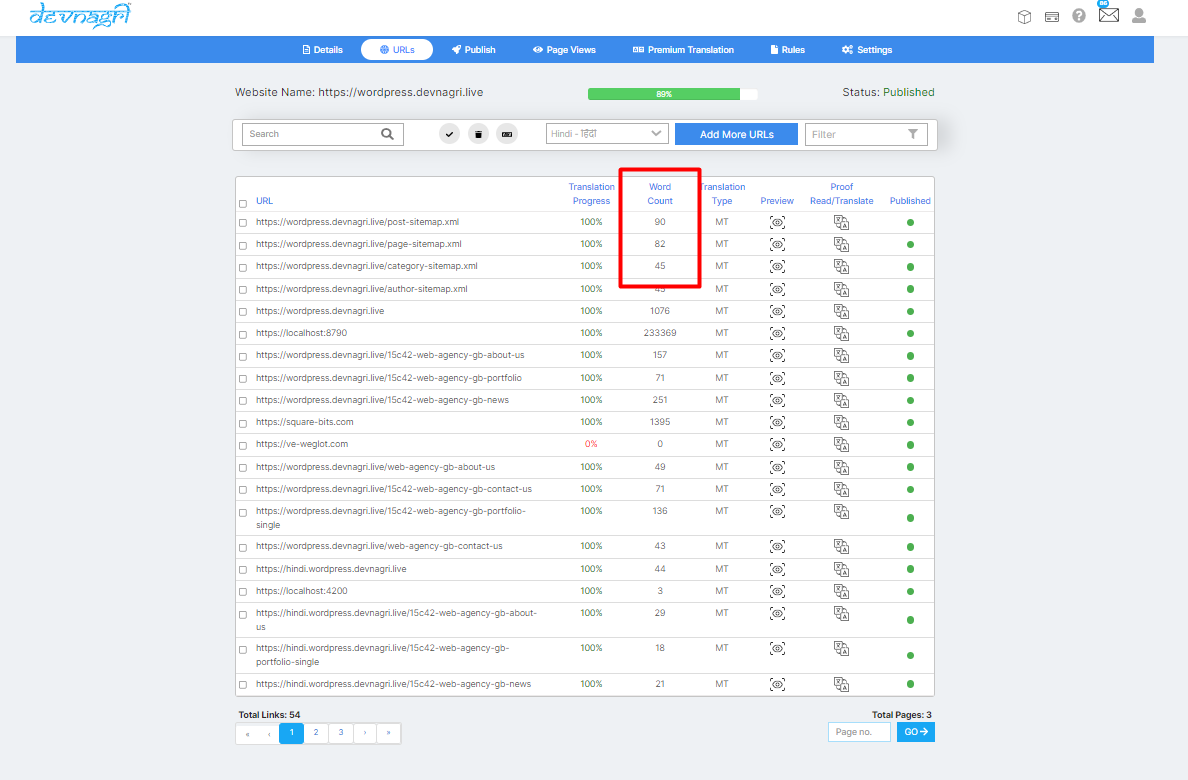 devnagri
86
Details URLs Publish Page Views Premium Translation Rules Settings
Website Name: https://wordpress.devnagri.live 89% Status: Published
Search Hindi - हिंदी Add More URLs Filter
URL Translation Progress Word Count Translation Type Preview Proof Read/Translate Published
https://wordpress.devnagri.live/post-sitemap.xml 100% 90 MT
https://wordpress.devnagri.live/page-sitemap.xml 100% 82 MT
https://wordpress.devnagri.live/category-sitemap.xml 100% 45 MT
https://wordpress.devnagri.live/author-sitemap.xml 100% 45 MT
https://wordpress.devnagri.live 100% 1076 MT
https://localhost:8790 100% 233369 MT
https://wordpress.devnagri.live/15c42-web-agency-gb-about-us 100% 157 MT
https://wordpress.devnagri.live/15c42-web-agency-gb-portfolio 100% 71 MT
https://wordpress.devnagri.live/15c42-web-agency-gb-news 100% 251 MT
https://square-bits.com 100% 1395 MT
https://ve-weglot.com 0% 0 MT
https://wordpress.devnagri.live/web-agency-gb-about-us 100% 49 MT
https://wordpress.devnagri.live/15c42-web-agency-gb-contact-us 100% 71 MT
https://wordpress.devnagri.live/15c42-web-agency-gb-portfolio- 100% 136 MT
single
https://wordpress.devnagri.live/web-agency-gb-contact-us 100% 43 MT
https://hindi.wordpress.devnagri.live 100% 44 MT
https://localhost:4200 100% 3 MT
https://hindi.wordpress.devnagri.live/15c42-web-agency-gb-about- 100% 29 MT
us
https://hindi.wordpress.devnagri.live/15c42-web-agency-gb- 100% 18 MT
portfolio-single
https://hindi.wordpress.devnagri.live/15c42-web-agency-gb-news 100% 21 MT
Total Links: 54 Total Pages: 3
« ‹ 1 2 3 › » Page no. GO